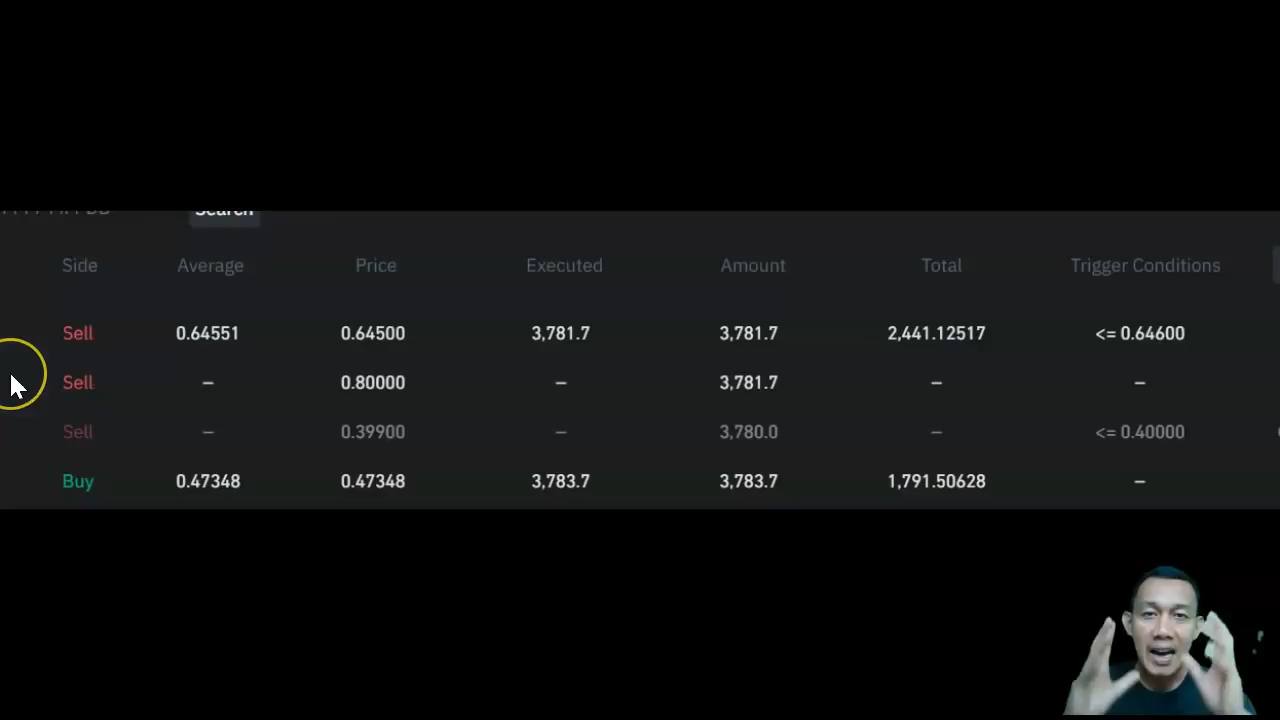 Search
Side Average Price Executed Amount Total Trigger Conditions
Sell 0.64551 0.64500 3,781.7 3,781.7 2,441.12517 <= 0.64600
Sell – 0.80000 – 3,781.7 – –
Sell – 0.39900 – 3,780.0 – <= 0.40000
Buy 0.47348 0.47348 3,783.7 3,783.7 1,791.50628 –